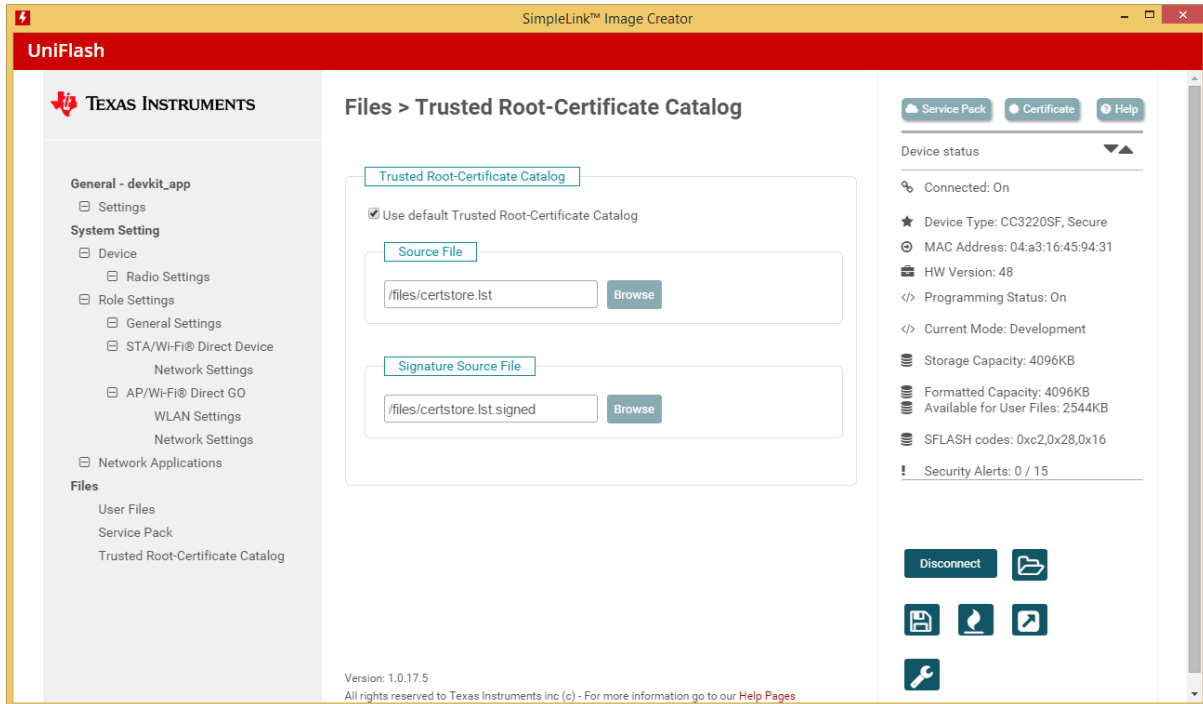 SimpleLink™ Image Creator
UniFlash
TEXAS INSTRUMENTS
General - devkit_app
Settings
System Setting
Device
Radio Settings
Role Settings
General Settings
STA/Wi-Fi® Direct Device
Network Settings
AP/Wi-Fi® Direct GO
WLAN Settings
Network Settings
Network Applications
Files
User Files
Service Pack
Trusted Root-Certificate Catalog
Files > Trusted Root-Certificate Catalog
Trusted Root-Certificate Catalog
Use default Trusted Root-Certificate Catalog
Source File
/files/certstore.lst Browse
Signature Source File
/files/certstore.lst.signed Browse
Version: 1.0.17.5
All rights reserved to Texas Instruments inc (c) - For more information go to our Help Pages
Service Pack Certificate Help
Device status
Connected: On
Device Type: CC3220SF, Secure
MAC Address: 04:a3:16:45:94:31
HW Version: 48
</> Programming Status: On
</> Current Mode: Development
Storage Capacity: 4096KB
Formatted Capacity: 4096KB
Available for User Files: 2544KB
SFLASH codes: 0xc2,0x28,0x16
! Security Alerts: 0 / 15
Disconnect